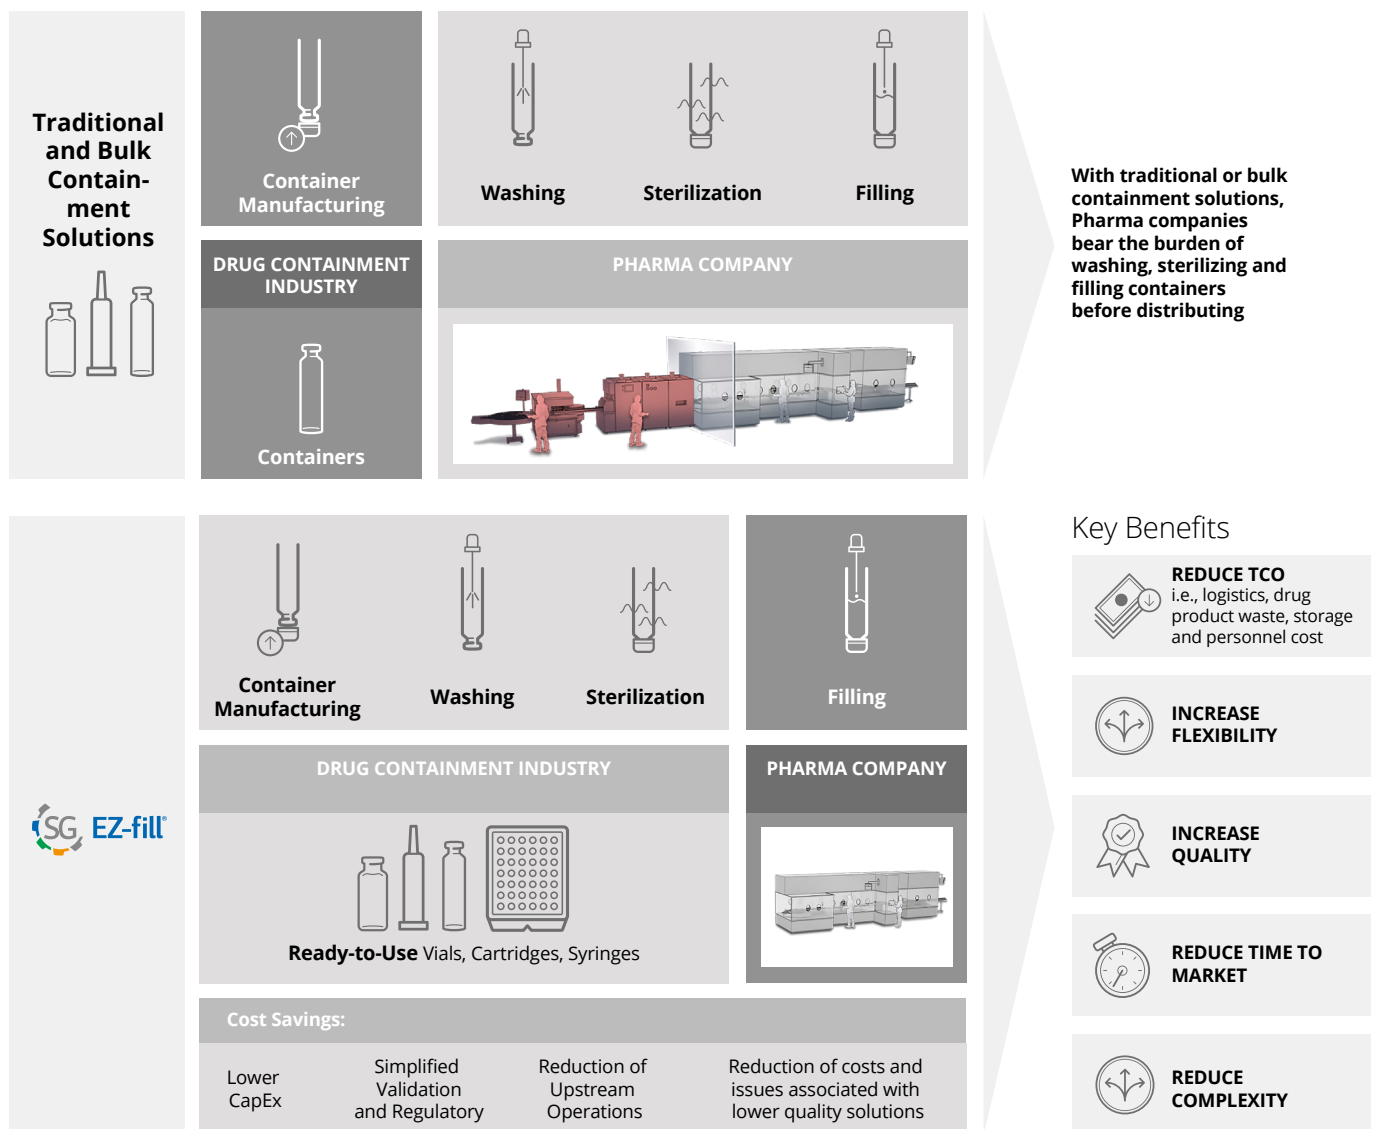 Traditional
and Bulk
Contain-
ment
Solutions
Container
Manufacturing
Washing
Sterilization
Filling
DRUG CONTAINMENT
INDUSTRY
PHARMA COMPANY
Containers
With traditional or bulk
containment solutions,
Pharma companies
bear the burden of
washing, sterilizing and
filling containers
before distributing
SG EZ-fill®
Container
Manufacturing
Washing
Sterilization
Filling
DRUG CONTAINMENT INDUSTRY
PHARMA COMPANY
Ready-to-Use Vials, Cartridges, Syringes
Cost Savings:
Lower
CapEx
Simplified
Validation
and Regulatory
Reduction of
Upstream
Operations
Reduction of costs and
issues associated with
lower quality solutions
Key Benefits
REDUCE TCO
i.e., logistics, drug
product waste, storage
and personnel cost
INCREASE
FLEXIBILITY
INCREASE
QUALITY
REDUCE TIME TO
MARKET
REDUCE
COMPLEXITY